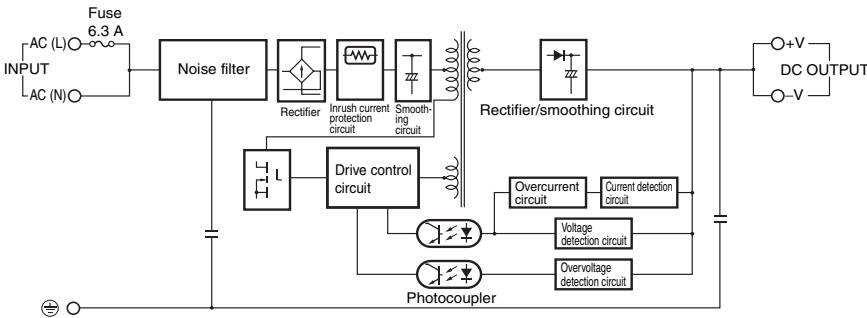 Fuse
6.3 A
AC (L)
INPUT
AC (N)
Noise filter
Rectifier
Inrush current
protection
circuit
Smooth-
ing
circuit
Rectifier/smoothing circuit
+V
DC OUTPUT
–V
Drive control
circuit
Overcurrent
circuit
Current detection
circuit
Voltage
detection circuit
Overvoltage
detection circuit
Photocoupler